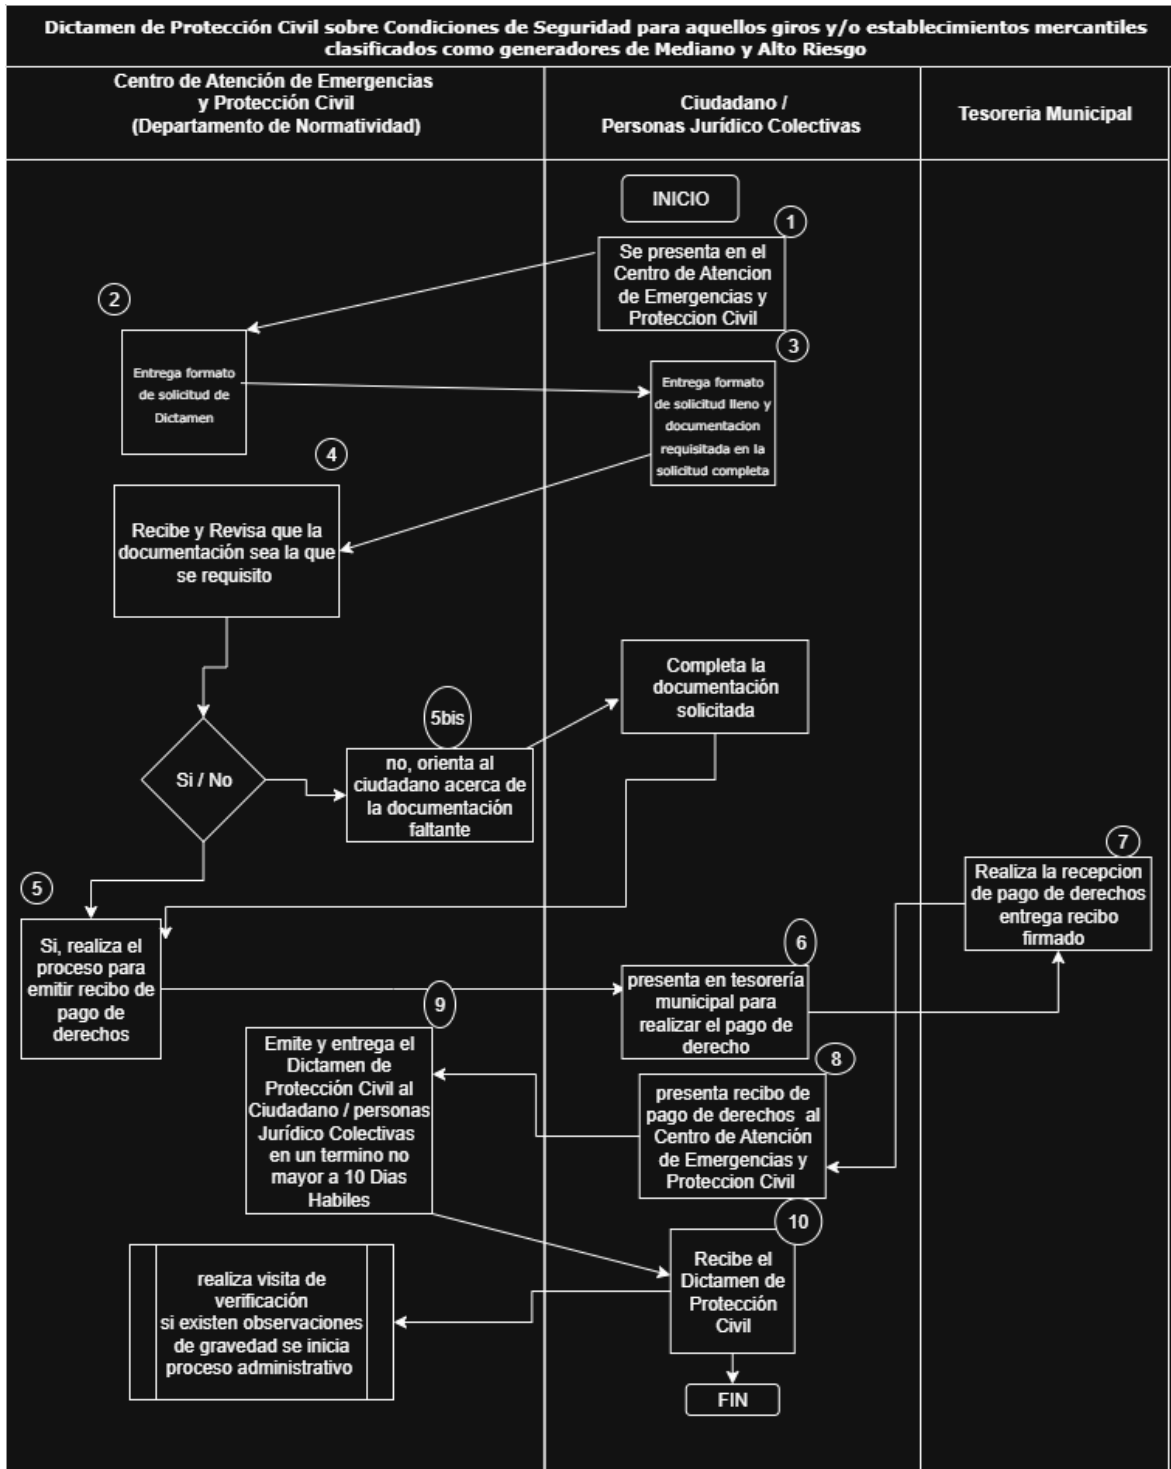 Dictamen de Protección Civil sobre Condiciones de Seguridad para aquellos giros y/o establecimientos mercantiles
clasificados como generadores de Mediano y Alto Riesgo
Centro de Atención de Emergencias
y Protección Civil
(Departamento de Normatividad)
Ciudadano /
Personas Jurídico Colectivas
Tesoreria Municipal
INICIO
1
Se presenta en el
Centro de Atencion
de Emergencias y
Proteccion Civil
2
Entrega formato
de solicitud de
Dictamen
3
Entrega formato
de solicitud lleno y
documentacion
requisitada en la
solicitud completa
4
Recibe y Revisa que la
documentación sea la que
se requisito
Si / No
5bis
no, orienta al
ciudadano acerca de
la documentación
faltante
Completa la
documentación
solicitada
5
Si, realiza el
proceso para
emitir recibo de
pago de
derechos
6
presenta en tesorería
municipal para
realizar el pago de
derecho
7
Realiza la recepcion
de pago de derechos
entrega recibo
firmado
8
presenta recibo de
pago de derechos al
Centro de Atención
de Emergencias y
Proteccion Civil
9
Emite y entrega el
Dictamen de
Protección Civil al
Ciudadano / personas
Jurídico Colectivas
en un termino no
mayor a 10 Dias
Habiles
10
Recibe el
Dictamen de
Protección
Civil
realiza visita de
verificación
si existen observaciones
de gravedad se inicia
proceso administrativo
FIN